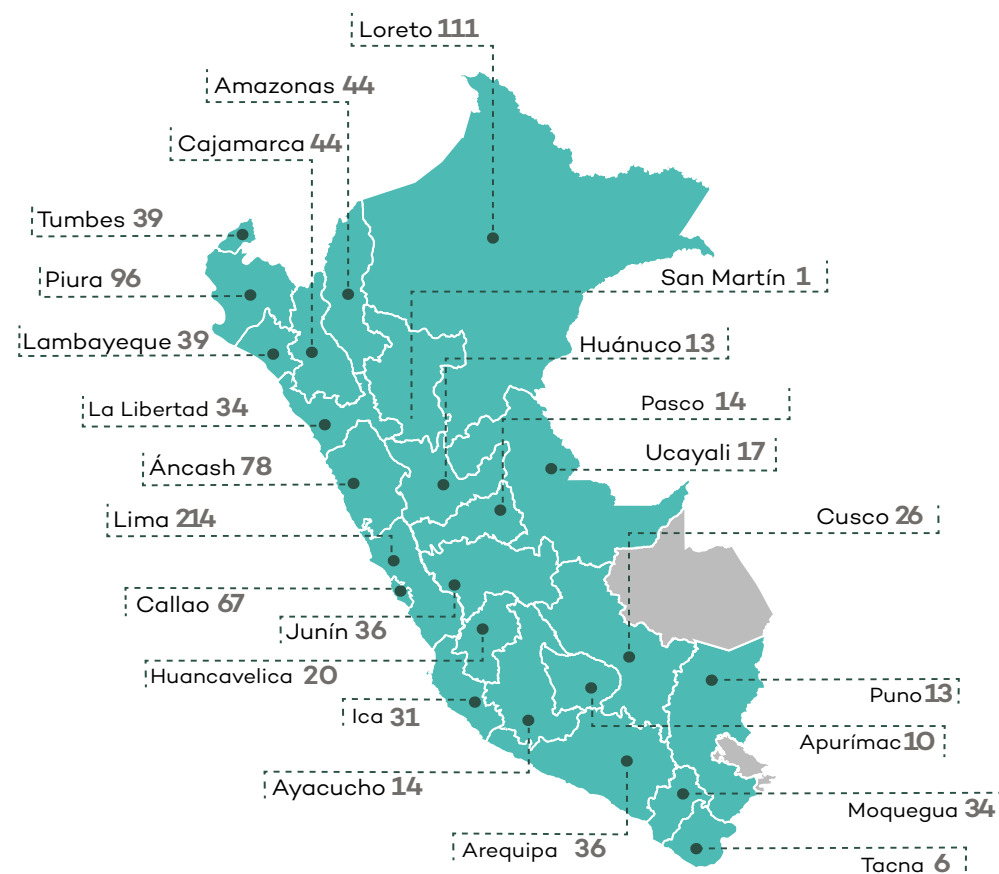 Loreto 111
Amazonas 44
Cajamarca 44
Tumbes 39
Piura 96
San Martín 1
Lambayeque 39
Huánuco 13
La Libertad 34
Pasco 14
Ucayali 17
Áncash 78
Lima 214
Cusco 26
Callao 67
Junín 36
Huancavelica 20
Puno 13
Ica 31
Apurímac 10
Ayacucho 14
Moquegua 34
Arequipa 36
Tacna 6